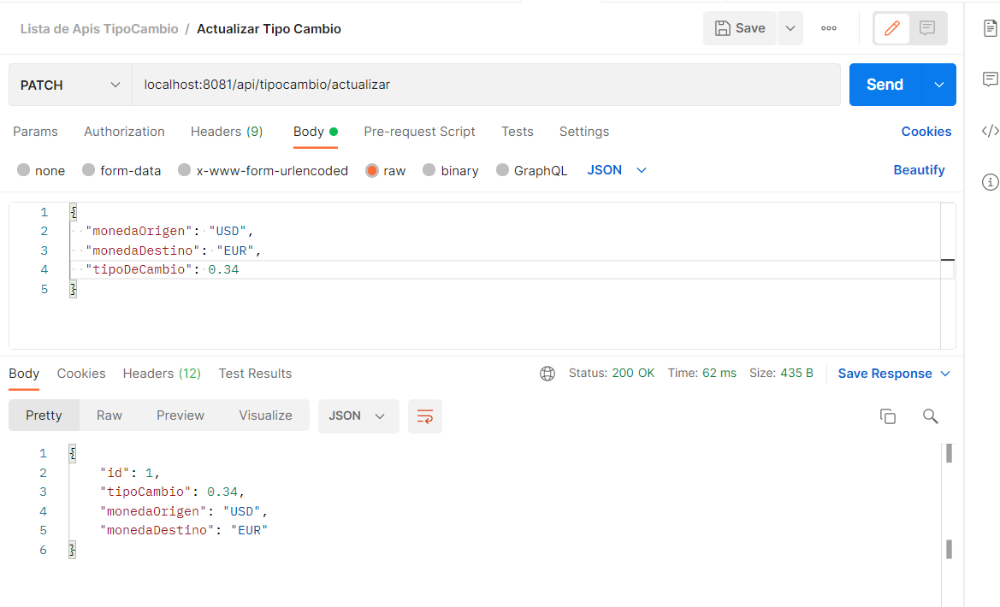 Lista de Apis TipoCambio / Actualizar Tipo Cambio Save
PATCH localhost:8081/api/tipocambio/actualizar Send
Params Authorization Headers (9) Body Pre-request Script Tests Settings Cookies
none form-data x-www-form-urlencoded raw binary GraphQL JSON Beautify
1 {
2 "monedaOrigen": "USD",
3 "monedaDestino": "EUR",
4 "tipoDeCambio": 0.34
5 }
Body Cookies Headers (12) Test Results Status: 200 OK Time: 62 ms Size: 435 B Save Response
Pretty Raw Preview Visualize JSON
1 {
2 "id": 1,
3 "tipoCambio": 0.34,
4 "monedaOrigen": "USD",
5 "monedaDestino": "EUR"
6 }